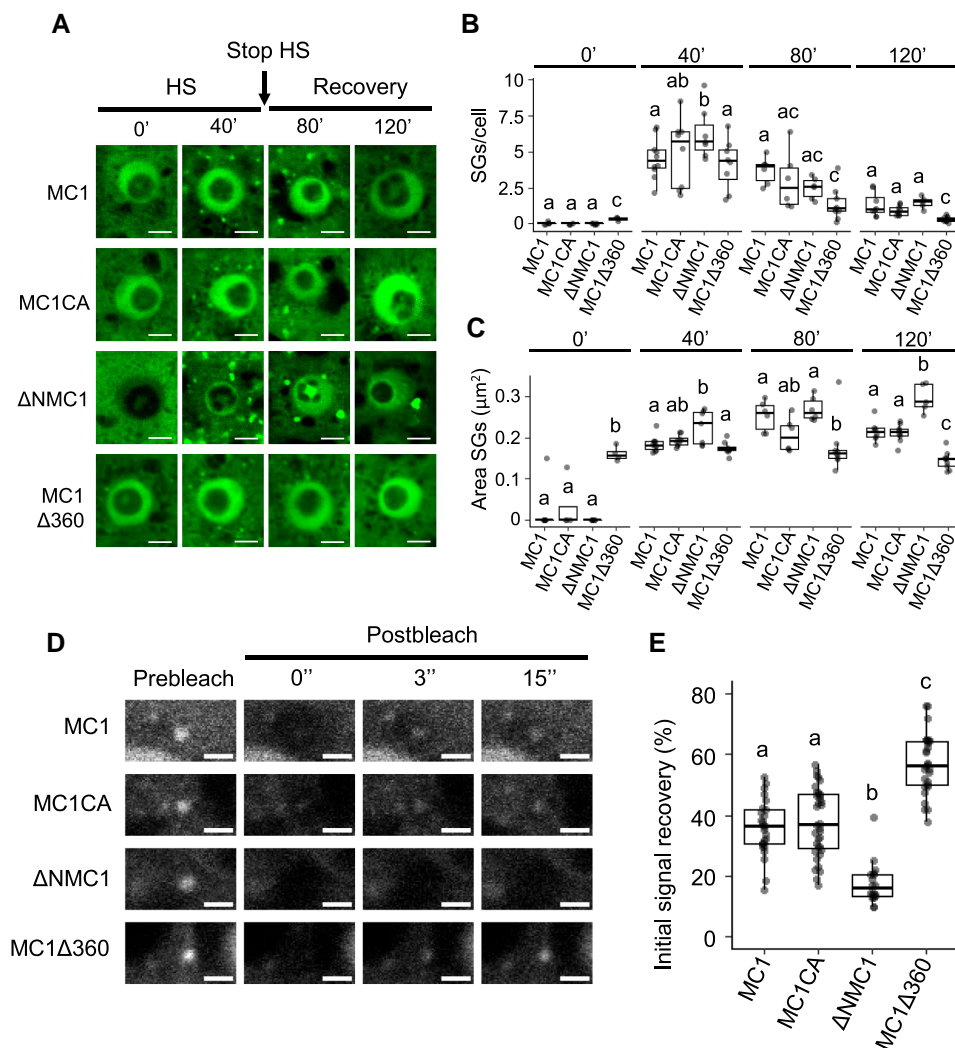 A
Stop HS
HS Recovery
0’ 40’ 80’ 120’
MC1
MC1CA
ΔNMC1
MC1
Δ360
B
0’ 40’ 80’ 120’
SGs/cell
10
7.5
5
2.5
0
a a a c
a ab b a
a ac ac c
a a a c
MC1 MC1CA ΔNMC1 MC1Δ360
MC1 MC1CA ΔNMC1 MC1Δ360
MC1 MC1CA ΔNMC1 MC1Δ360
MC1 MC1CA ΔNMC1 MC1Δ360
C
0’ 40’ 80’ 120’
Area SGs (μm²)
0.3
0.2
0.1
0
a a a b
a ab b a
a ab a b
a a b c
MC1 MC1CA ΔNMC1 MC1Δ360
MC1 MC1CA ΔNMC1 MC1Δ360
MC1 MC1CA ΔNMC1 MC1Δ360
MC1 MC1CA ΔNMC1 MC1Δ360
D
Postbleach
Prebleach 0’’ 3’’ 15’’
MC1
MC1CA
ΔNMC1
MC1Δ360
E
Initial signal recovery (%)
80
60
40
20
0
a a b c
MC1 MC1CA ΔNMC1 MC1Δ360